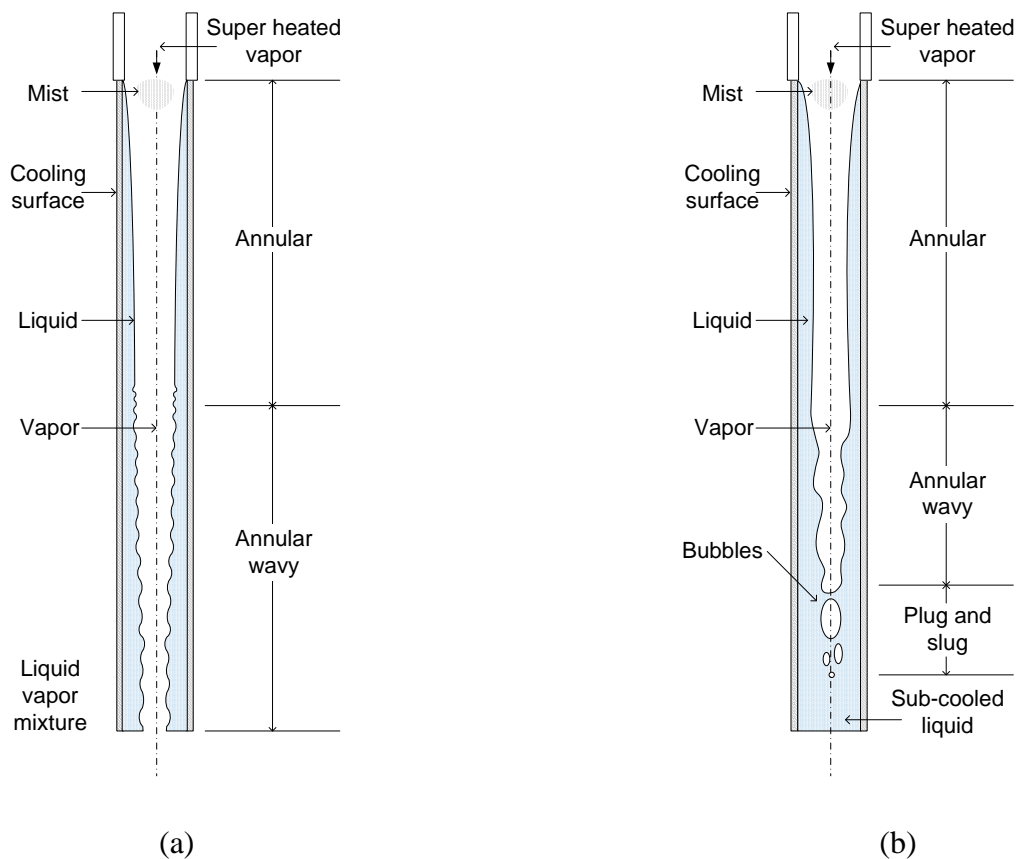 Super heated
vapor
Mist
Cooling
surface
Annular
Liquid
Vapor
Annular
wavy
Liquid
vapor
mixture
(a)
Super heated
vapor
Mist
Cooling
surface
Annular
Liquid
Vapor
Annular
wavy
Bubbles
Plug and
slug
Sub-cooled
liquid
(b)